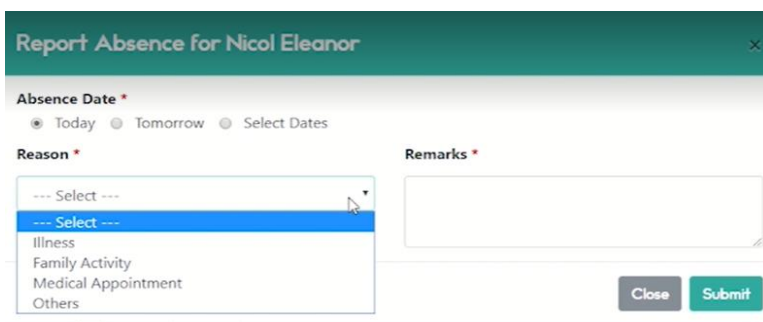 Report Absence for Nicol Eleanor
×
Absence Date *
Today Tomorrow Select Dates
Reason *
Remarks *
--- Select ---
--- Select ---
Illness
Family Activity
Medical Appointment
Others
Close Submit